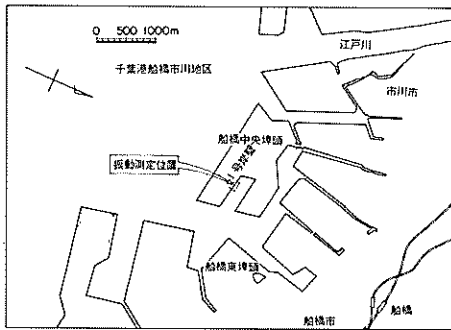 0 500 1000m
江戸川
千葉港船橋市川地区
市川市
船橋中央埠頭
号岸壁
振動測定位置
船橋東埠頭
船橋市
船橋